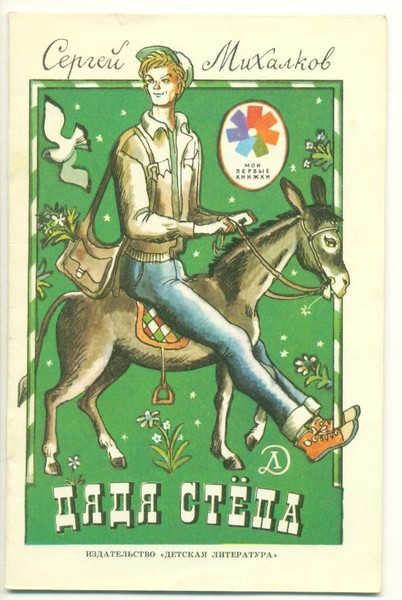 Сергей Михалков
МОИ
ПЕРВЫЕ
КНИЖКИ
Д
ДЯДЯ СТЁПА
ИЗДАТЕЛЬСТВО «ДЕТСКАЯ ЛИТЕРАТУРА»